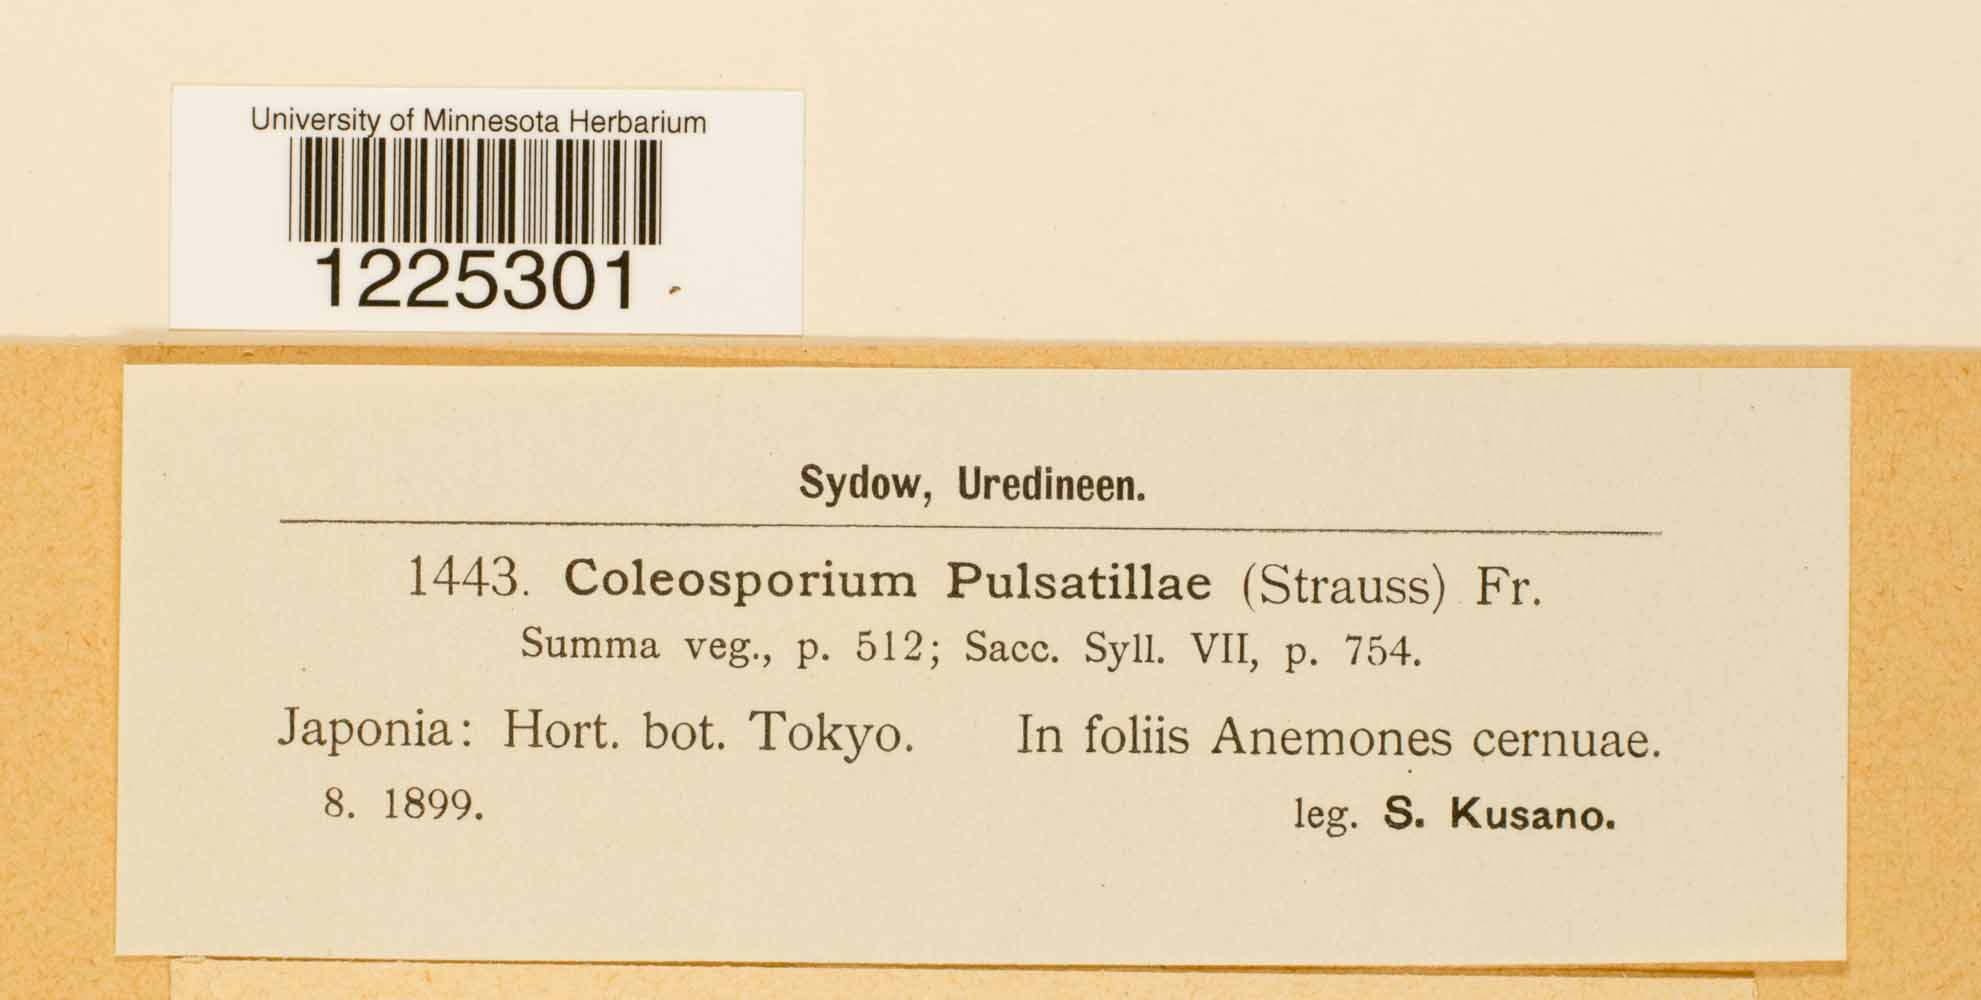 University of Minnesota Herbarium
1225301
Sydow, Uredineen.
1443. Coleosporium Pulsatillae (Strauss) Fr.
Summa veg., p. 512; Sacc. Syll. VII, p. 754.
Japonia: Hort. bot. Tokyo. In foliis Anemones cernuae.
8. 1899. leg. S. Kusano.